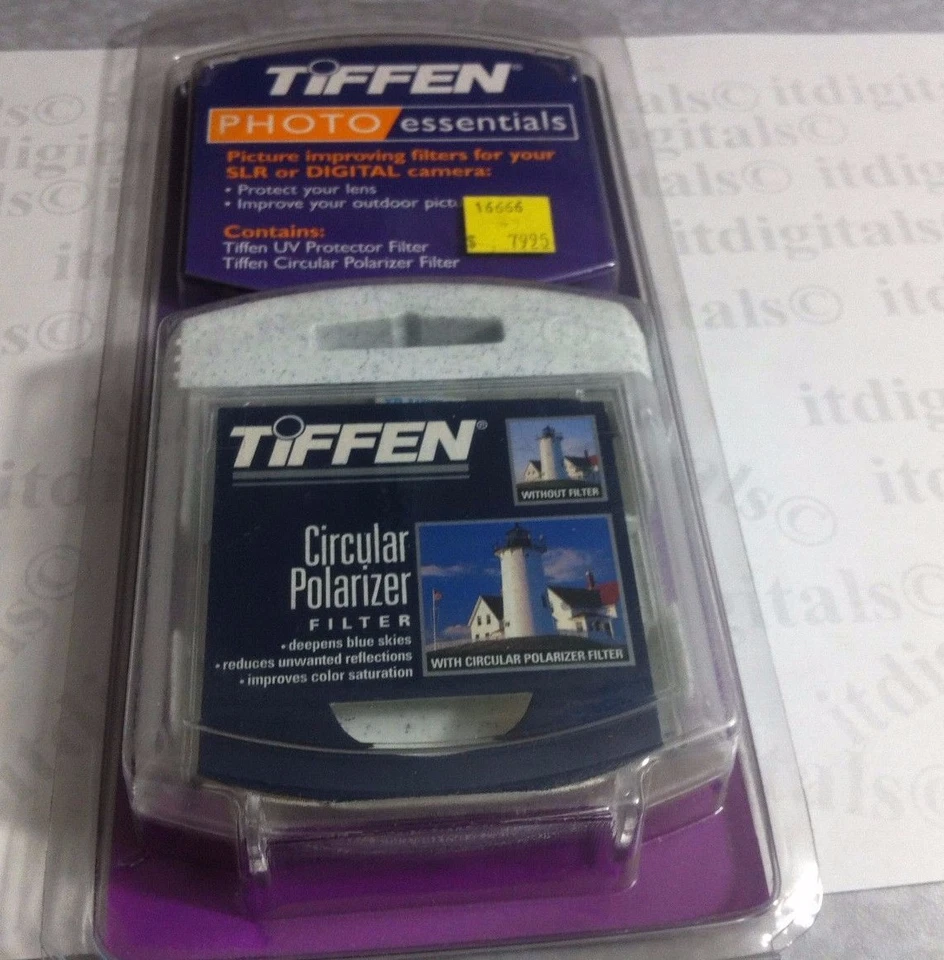 TiFFEN
PHOTO essentials
Picture improving filters for your
SLR or DIGITAL camera:
• Protect your lens
• Improve your outdoor pict
16666
$ 7995
Contains:
Tiffen UV Protector Filter
Tiffen Circular Polarizer Filter
TiFFEN®
WITHOUT FILTER
Circular
Polarizer
FILTER
•deepens blue skies
•reduces unwanted reflections
•improves color saturation
WITH CIRCULAR POLARIZER FILTER
itdigitals©